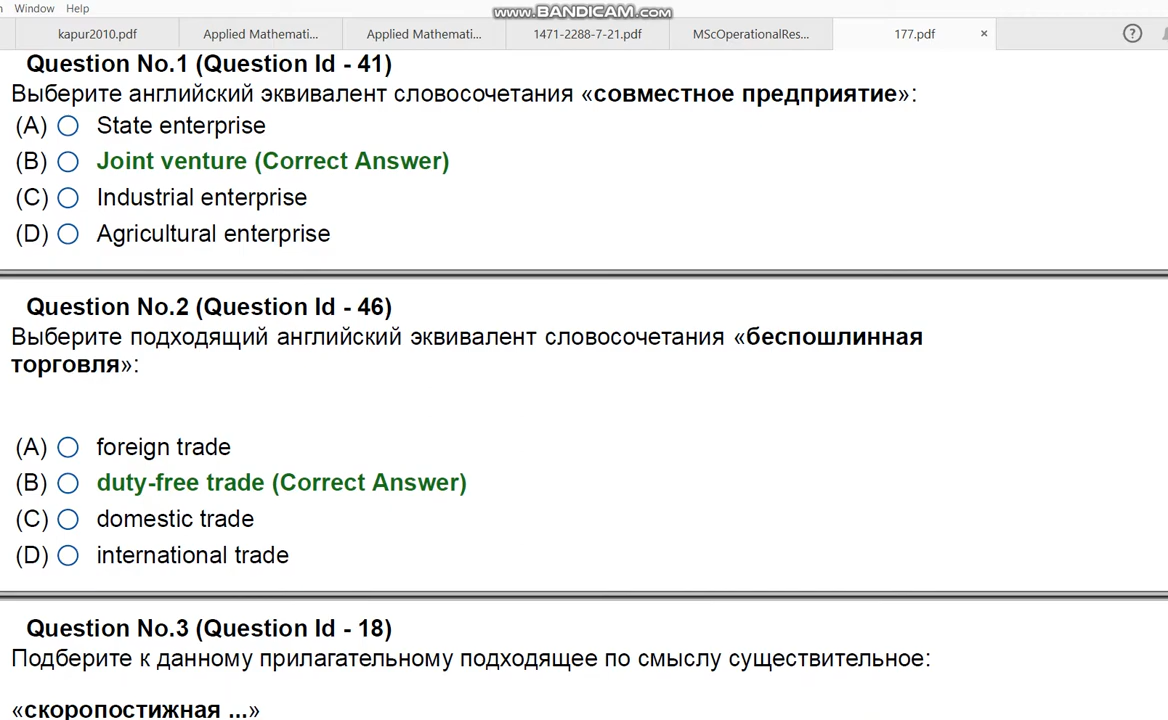 Window Help
www.BANDICAM.com
kapur2010.pdf Applied Mathemati... Applied Mathemati... 1471-2288-7-21.pdf MScOperationalRes... 177.pdf × ?
Question No.1 (Question Id - 41)
Выберите английский эквивалент словосочетания «совместное предприятие»:
(A) State enterprise
(B) Joint venture (Correct Answer)
(C) Industrial enterprise
(D) Agricultural enterprise
Question No.2 (Question Id - 46)
Выберите подходящий английский эквивалент словосочетания «беспошлинная
торговля»:
(A) foreign trade
(B) duty-free trade (Correct Answer)
(C) domestic trade
(D) international trade
Question No.3 (Question Id - 18)
Подберите к данному прилагательному подходящее по смыслу существительное:
«скоропостижная ...»